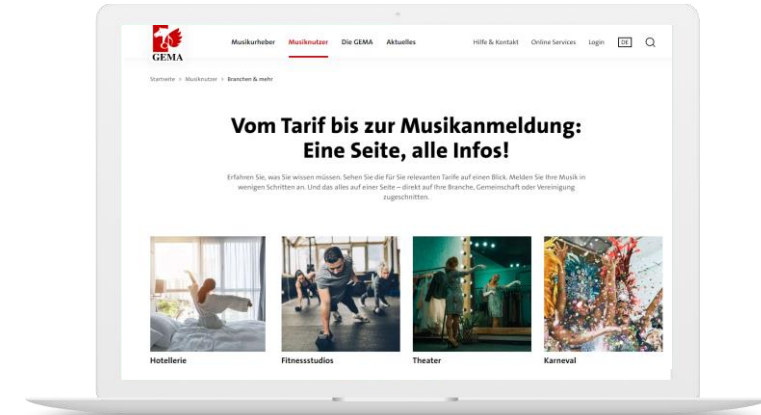 GEMA
Musikurheber Musiknutzer Die GEMA Aktuelles Hilfe & Kontakt Online Services Login DE
Startseite > Musiknutzer > Branchen & mehr
Vom Tarif bis zur Musikanmeldung:
Eine Seite, alle Infos!
Erfahren Sie, was Sie wissen müssen. Sehen Sie die für Sie relevanten Tarife auf einen Blick. Melden Sie Ihre Musik in
wenigen Schritten an. Und das alles auf einer Seite – direkt auf Ihre Branche, Gemeinschaft oder Vereinigung
zugeschnitten.
Hotellerie Fitnessstudios Theater Karneval